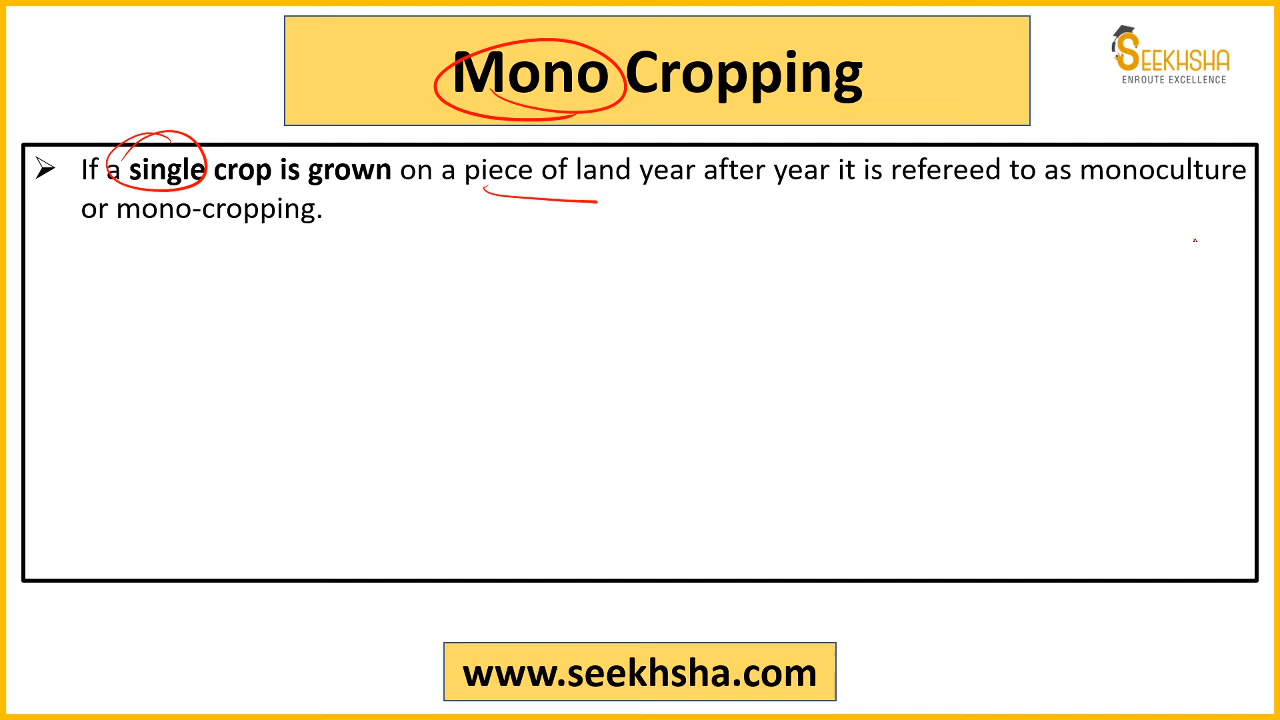 Mono Cropping
SEEKHSHA
ENROUTE EXCELLENCE
➢ If a single crop is grown on a piece of land year after year it is refereed to as monoculture
or mono-cropping.
www.seekhsha.com